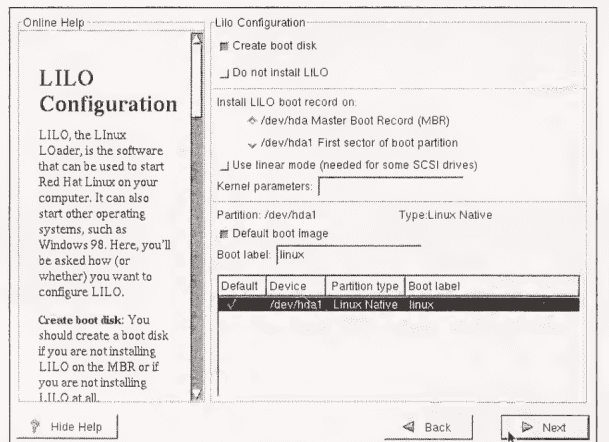 Online Help
LILO
Configuration
LILO, the LInux
LOader, is the software
that can be used to start
Red Hat Linux on your
computer. It can also
start other operating
systems, such as
Windows 98. Here, you'll
be asked how (or
whether) you want to
configure LILO.
Create boot disk: You
should create a boot disk
if you are not installing
LILO on the MBR or if
you are not installing
LILO at all.
Lilo Configuration
Create boot disk
Do not install LILO
Install LILO boot record on:
/dev/hda Master Boot Record (MBR)
/dev/hda1 First sector of boot partition
Use linear mode (needed for some SCSI drives)
Kernel parameters:
Partition: /dev/hda1 Type:Linux Native
Default boot image
Boot label: linux
Default Device Partition type Boot label
/dev/hda1 Linux Native linux
Hide Help
Back
Next